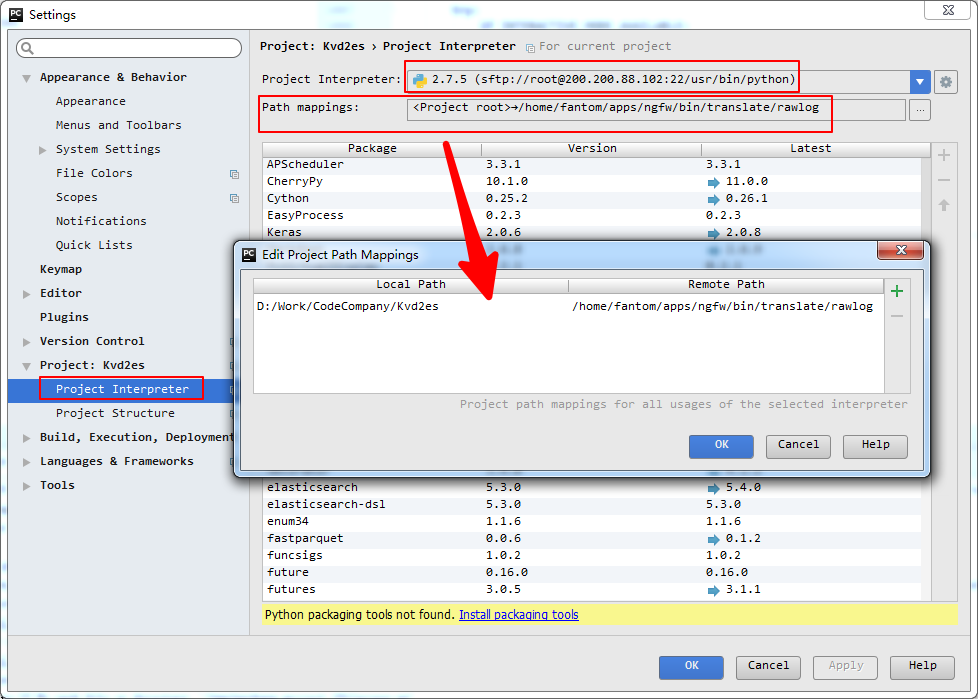 PC Settings
Project: Kvd2es › Project Interpreter For current project
Appearance & Behavior
Appearance
Menus and Toolbars
System Settings
File Colors
Scopes
Notifications
Quick Lists
Keymap
Editor
Plugins
Version Control
Project: Kvd2es
Project Interpreter
Project Structure
Build, Execution, Deployment
Languages & Frameworks
Tools
Project Interpreter: 2.7.5 (sftp://root@200.200.88.102:22/usr/bin/python)
Path mappings: <Project root>→/home/fantom/apps/ngfw/bin/translate/rawlog ...
Package Version Latest
APScheduler 3.3.1 3.3.1
CherryPy 10.1.0 11.0.0
Cython 0.25.2 0.26.1
EasyProcess 0.2.3 0.2.3
Keras 2.0.6 2.0.8
PC Edit Project Path Mappings
Local Path Remote Path
D:/Work/CodeCompany/Kvd2es /home/fantom/apps/ngfw/bin/translate/rawlog
Project path mappings for all usages of the selected interpreter
OK Cancel Help
elasticsearch 5.3.0 5.4.0
elasticsearch-dsl 5.3.0 5.3.0
enum34 1.1.6 1.1.6
fastparquet 0.0.6 0.1.2
funcsigs 1.0.2 1.0.2
future 0.16.0 0.16.0
futures 3.0.5 3.1.1
Python packaging tools not found. Install packaging tools
OK Cancel Apply Help